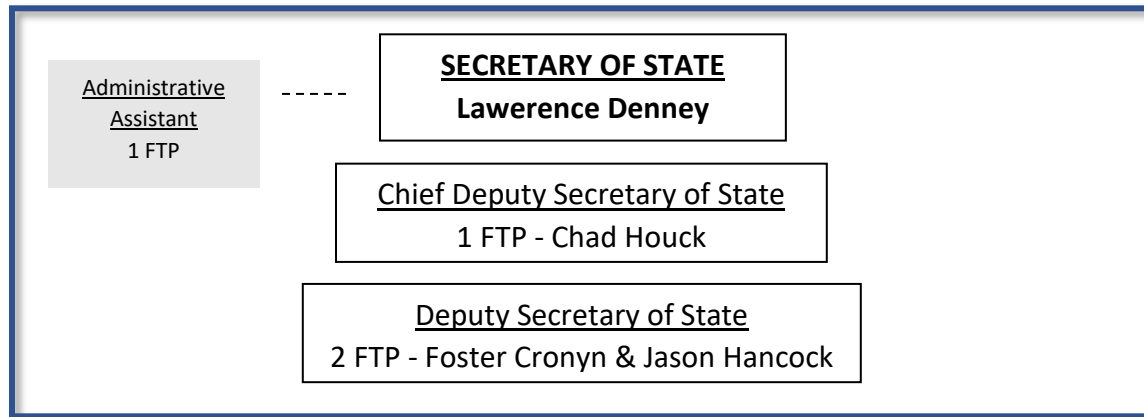 Administrative
Assistant
1 FTP
SECRETARY OF STATE
Lawerence Denney
Chief Deputy Secretary of State
1 FTP - Chad Houck
Deputy Secretary of State
2 FTP - Foster Cronyn & Jason Hancock